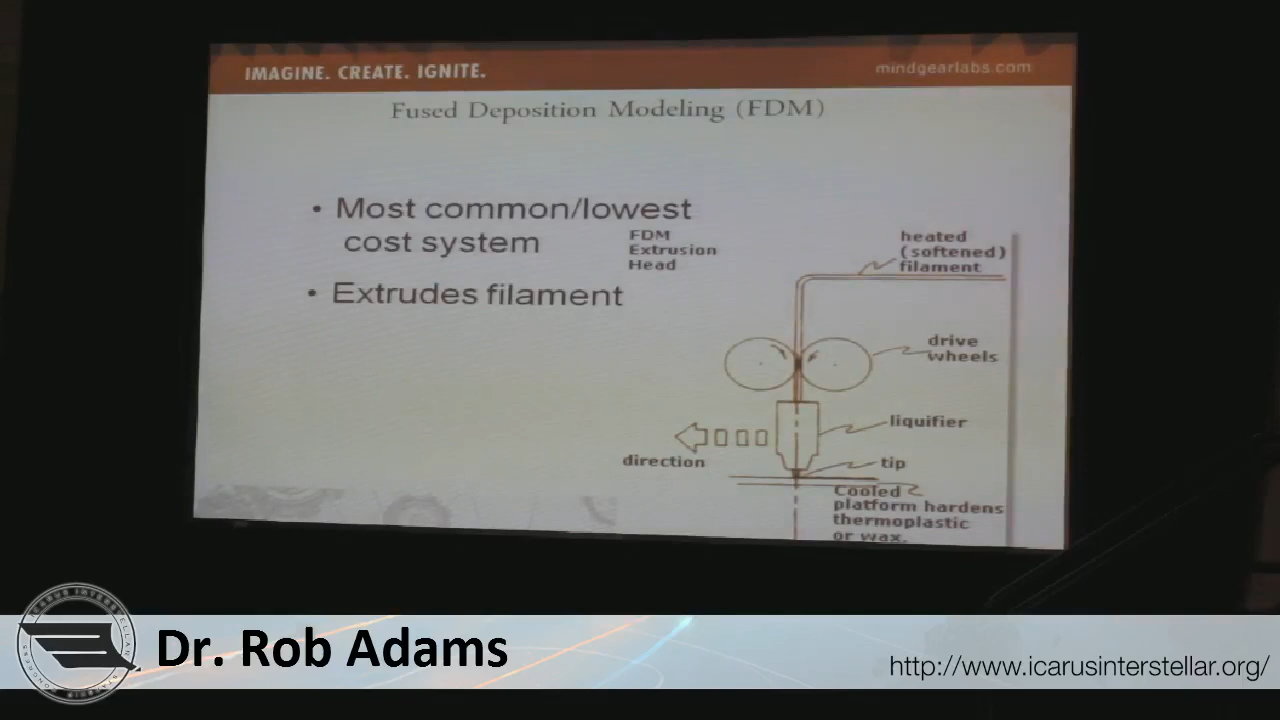 IMAGINE. CREATE. IGNITE.
mindgearlabs.com
Fused Deposition Modeling (FDM)
• Most common/lowest
cost system
• Extrudes filament
FDM
Extrusion
Head
heated
(softened)
filament
drive
wheels
liquifier
direction
tip
Cooled
platform hardens
thermoplastic
or wax.
Dr. Rob Adams
http://www.icarusinterstellar.org/